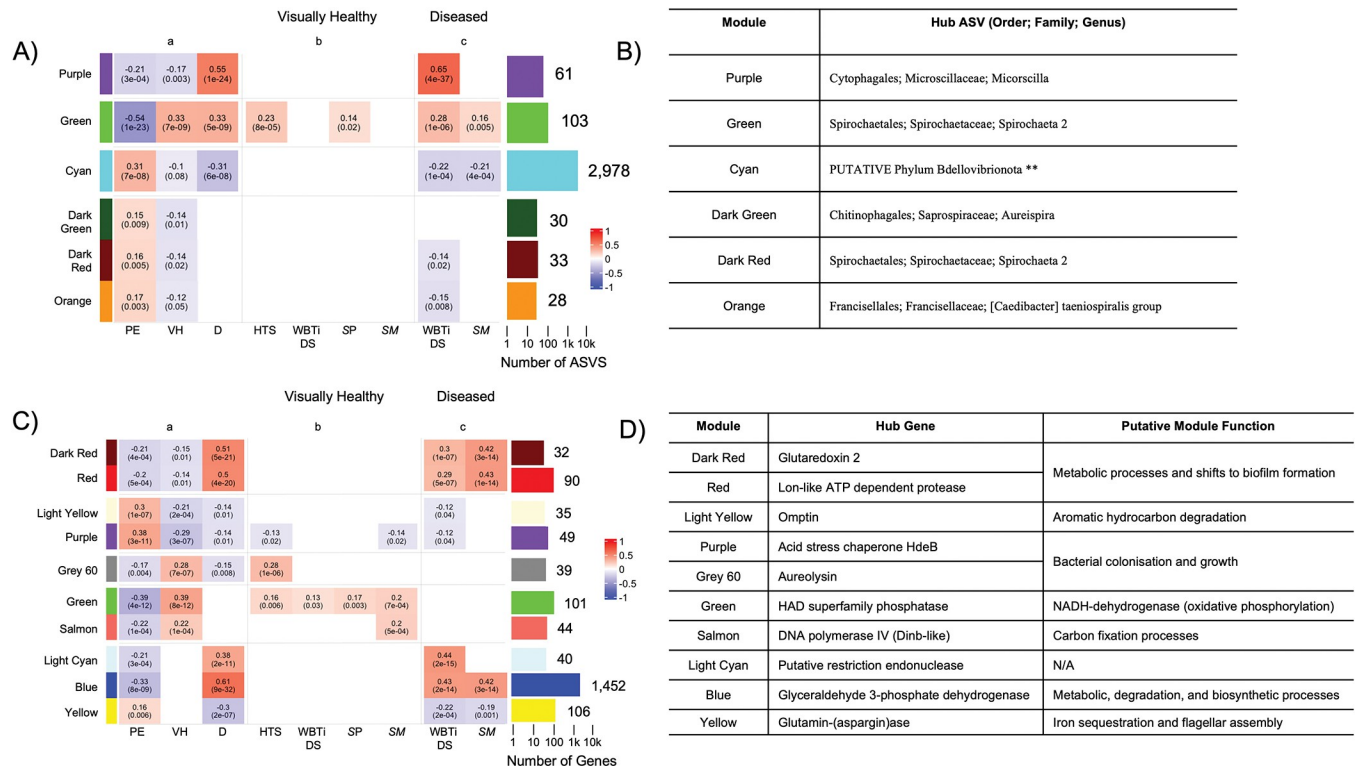 Visually Healthy Diseased
A) a b c
Purple -0.21 -0.17 0.55 0.65 61
(3e-04) (0.003) (1e-24) (4e-37)
Green -0.54 0.33 0.33 0.23 0.14 0.28 0.16 103
(1e-23) (7e-09) (5e-09) (8e-05) (0.02) (1e-06) (0.005)
Cyan 0.31 -0.1 -0.31 -0.22 -0.21 2,978
(7e-08) (0.08) (6e-08) (1e-04) (4e-04)
Dark Green 0.15 -0.14 30
(0.009) (0.01)
Dark Red 0.16 -0.14 -0.14 33
(0.005) (0.02) (0.02)
Orange 0.17 -0.12 -0.15 28
(0.003) (0.05) (0.008)
1
0.5
0
-0.5
-1
PE VH D HTS WBTi DS SP SM WBTi DS SM
1 10 100 1k 10k
Number of ASVS
B)
Module Hub ASV (Order; Family; Genus)
Purple Cytophagales; Microscillaceae; Micorscilla
Green Spirochaetales; Spirochaetaceae; Spirochaeta 2
Cyan PUTATIVE Phylum Bdellovibrionota **
Dark Green Chitinophagales; Saprospiraceae; Aureispira
Dark Red Spirochaetales; Spirochaetaceae; Spirochaeta 2
Orange Francisellales; Francisellaceae; [Caedibacter] taeniospiralis group
C) Visually Healthy Diseased
a b c
Dark Red -0.21 -0.15 0.51 0.3 0.42 32
(4e-04) (0.01) (5e-21) (1e-07) (3e-14)
Red -0.2 -0.14 0.5 0.29 0.43 90
(5e-04) (0.01) (4e-20) (5e-07) (1e-14)
Light Yellow 0.3 -0.21 -0.14 -0.12 35
(1e-07) (2e-04) (0.01) (0.04)
Purple 0.38 -0.29 -0.14 -0.13 -0.14 -0.12 49
(3e-11) (3e-07) (0.01) (0.02) (0.02) (0.04)
Grey 60 -0.17 0.28 -0.15 0.28 39
(0.004) (7e-07) (0.008) (1e-06)
Green -0.39 0.39 0.16 0.13 0.17 0.2 101
(4e-12) (8e-12) (0.006) (0.03) (0.003) (7e-04)
Salmon -0.22 0.22 0.2 44
(1e-04) (1e-04) (5e-04)
Light Cyan -0.21 0.38 0.44 40
(3e-04) (2e-11) (2e-15)
Blue -0.33 0.61 0.43 0.42 1,452
(8e-09) (9e-32) (2e-14) (3e-14)
Yellow 0.16 -0.3 -0.22 -0.19 106
(0.006) (2e-07) (2e-04) (0.001)
1
0.5
0
-0.5
-1
PE VH D HTS WBTi DS SP SM WBTi DS SM
1 10 100 1k 10k
Number of Genes
D)
Module Hub Gene Putative Module Function
Dark Red Glutaredoxin 2
Metabolic processes and shifts to biofilm formation
Red Lon-like ATP dependent protease
Light Yellow Omptin Aromatic hydrocarbon degradation
Purple Acid stress chaperone HdeB
Bacterial colonisation and growth
Grey 60 Aureolysin
Green HAD superfamily phosphatase NADH-dehydrogenase (oxidative phosphorylation)
Salmon DNA polymerase IV (Dinb-like) Carbon fixation processes
Light Cyan Putative restriction endonuclease N/A
Blue Glyceraldehyde 3-phosphate dehydrogenase Metabolic, degradation, and biosynthetic processes
Yellow Glutamin-(aspargin)ase Iron sequestration and flagellar assembly